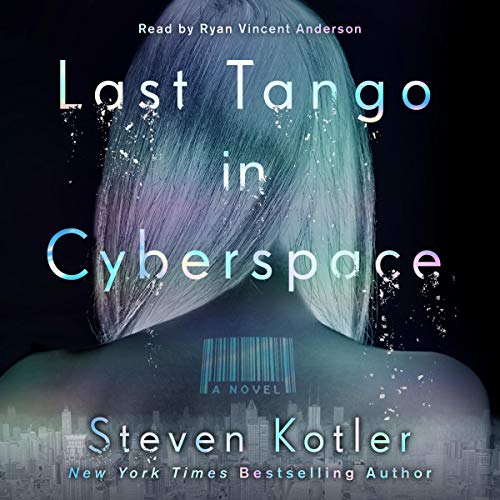 Read by Ryan Vincent Anderson
Last Tango
in
Cyberspace
A NOVEL
Steven Kotler
New York Times Bestselling Author